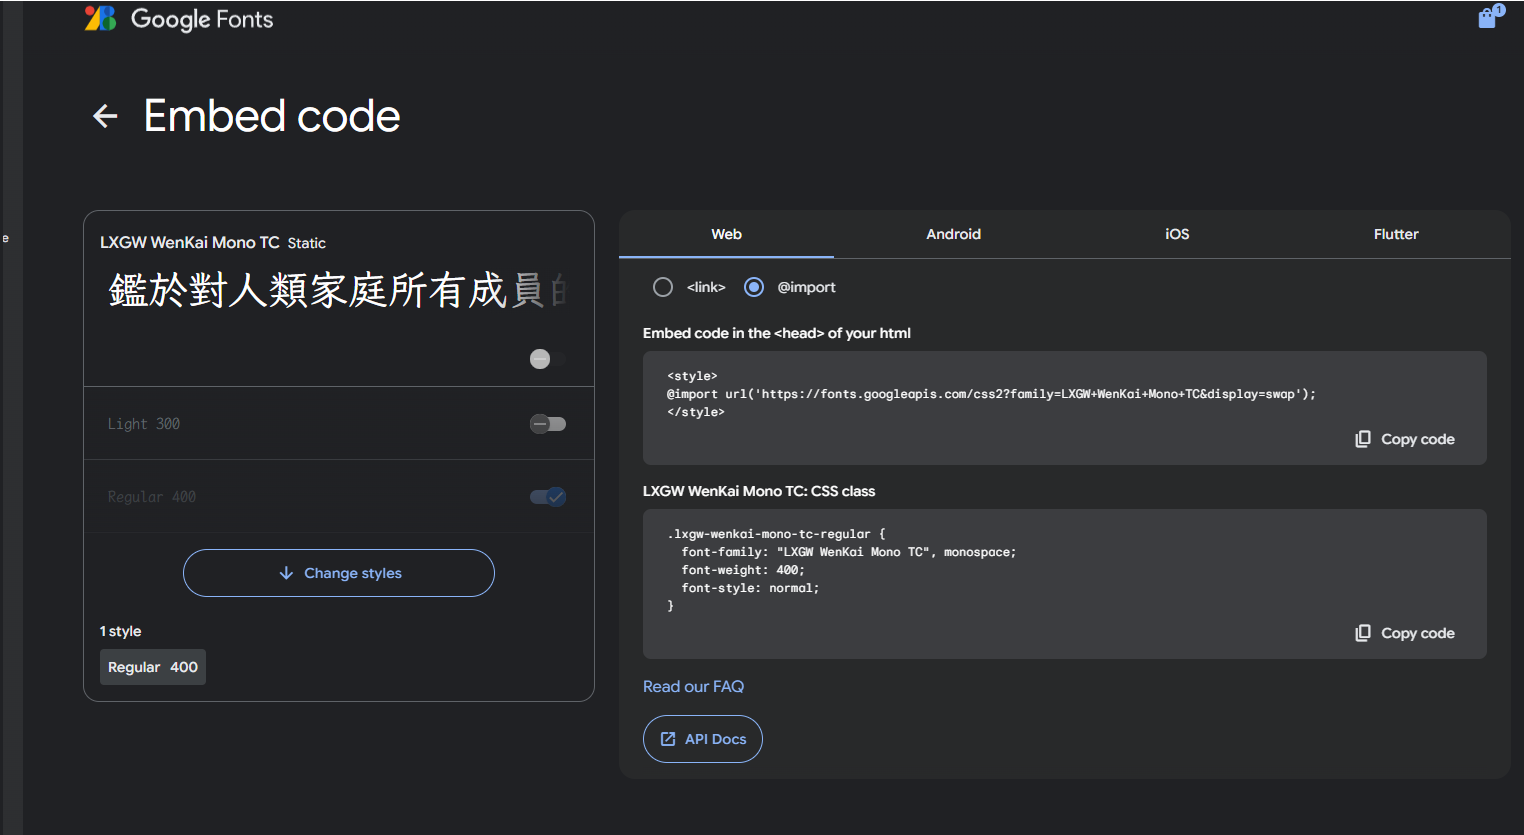 Google Fonts
1
Embed code
e
LXGW WenKai Mono TC Static
鑑於對人類家庭所有成員的
Light 300
Regular 400
Change styles
1 style
Regular 400
Web
Android
iOS
Flutter
<link>
@import
Embed code in the <head> of your html
<style>
@import url('https://fonts.googleapis.com/css2?family=LXGW+WenKai+Mono+TC&display=swap');
</style>
Copy code
LXGW WenKai Mono TC: CSS class
.lxgw-wenkai-mono-tc-regular {
  font-family: "LXGW WenKai Mono TC", monospace;
  font-weight: 400;
  font-style: normal;
}
Copy code
Read our FAQ
API Docs